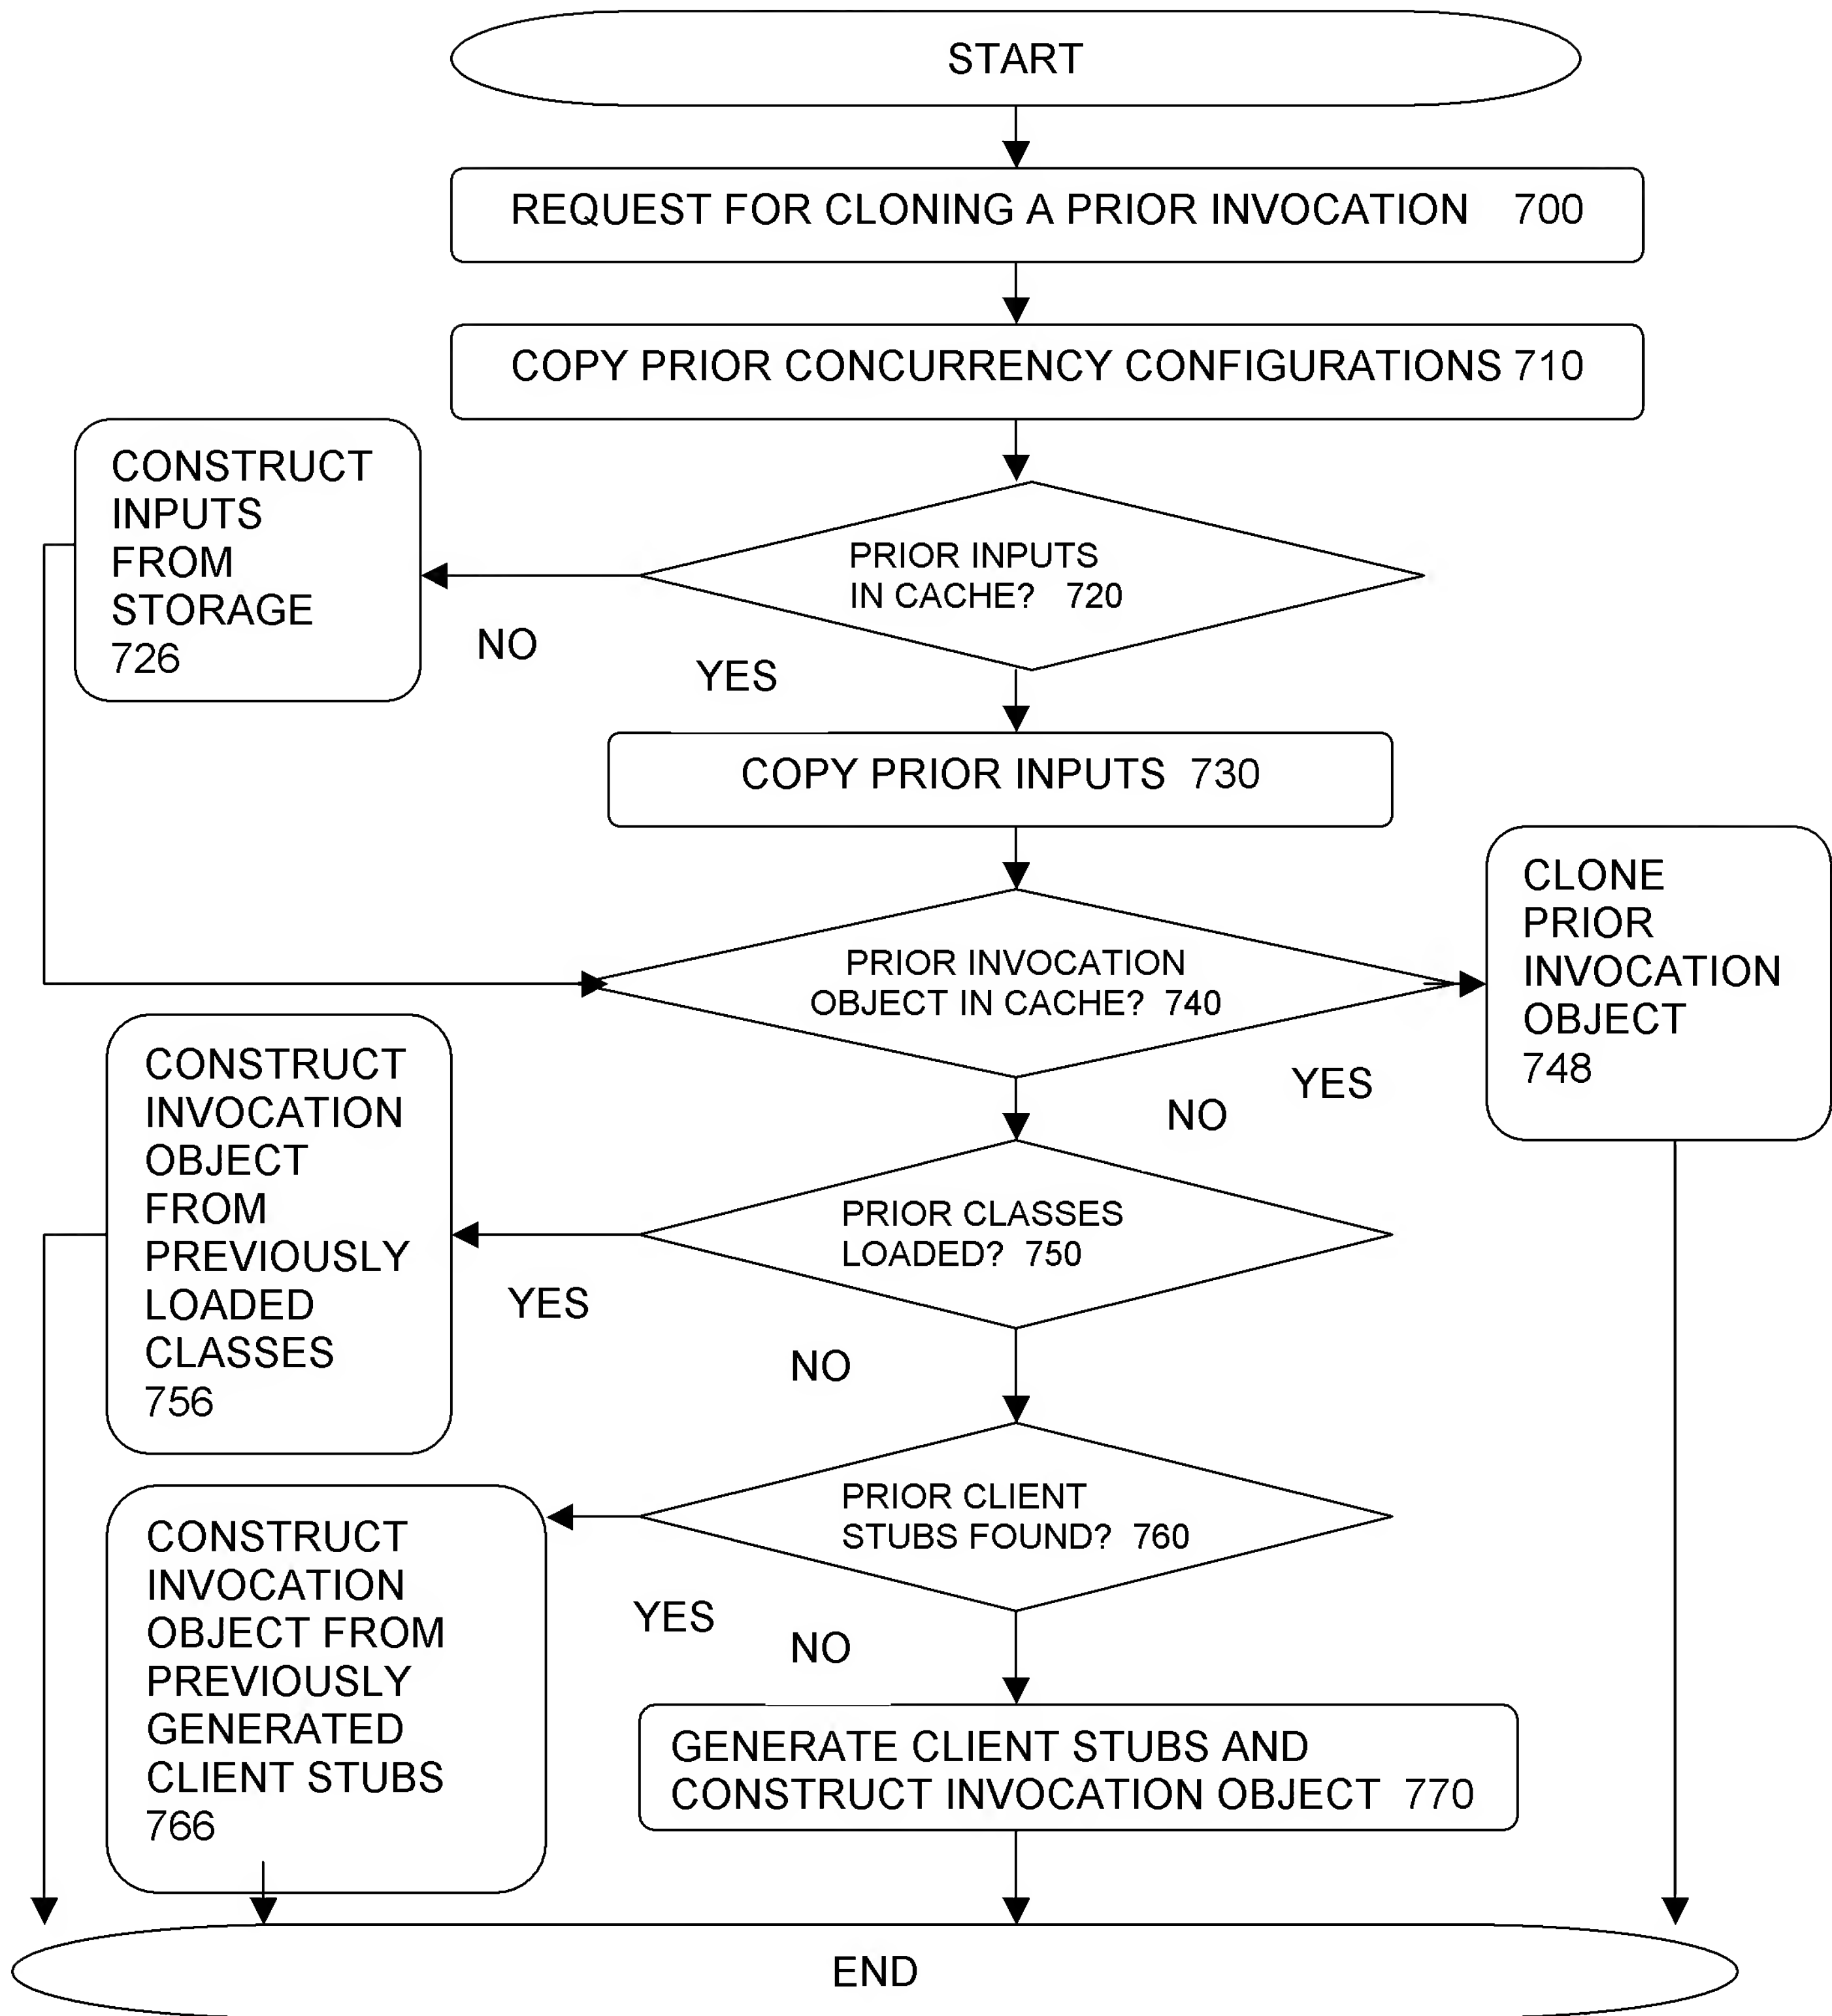 START
REQUEST FOR CLONING A PRIOR INVOCATION 700
COPY PRIOR CONCURRENCY CONFIGURATIONS 710
CONSTRUCT
INPUTS
FROM
STORAGE
726
PRIOR INPUTS
IN CACHE? 720
NO
YES
COPY PRIOR INPUTS 730
CLONE
PRIOR
INVOCATION
OBJECT
748
PRIOR INVOCATION
OBJECT IN CACHE? 740
YES
NO
CONSTRUCT
INVOCATION
OBJECT
FROM
PREVIOUSLY
LOADED
CLASSES
756
PRIOR CLASSES
LOADED? 750
YES
NO
PRIOR CLIENT
STUBS FOUND? 760
CONSTRUCT
INVOCATION
OBJECT FROM
PREVIOUSLY
GENERATED
CLIENT STUBS
766
YES
NO
GENERATE CLIENT STUBS AND
CONSTRUCT INVOCATION OBJECT 770
END